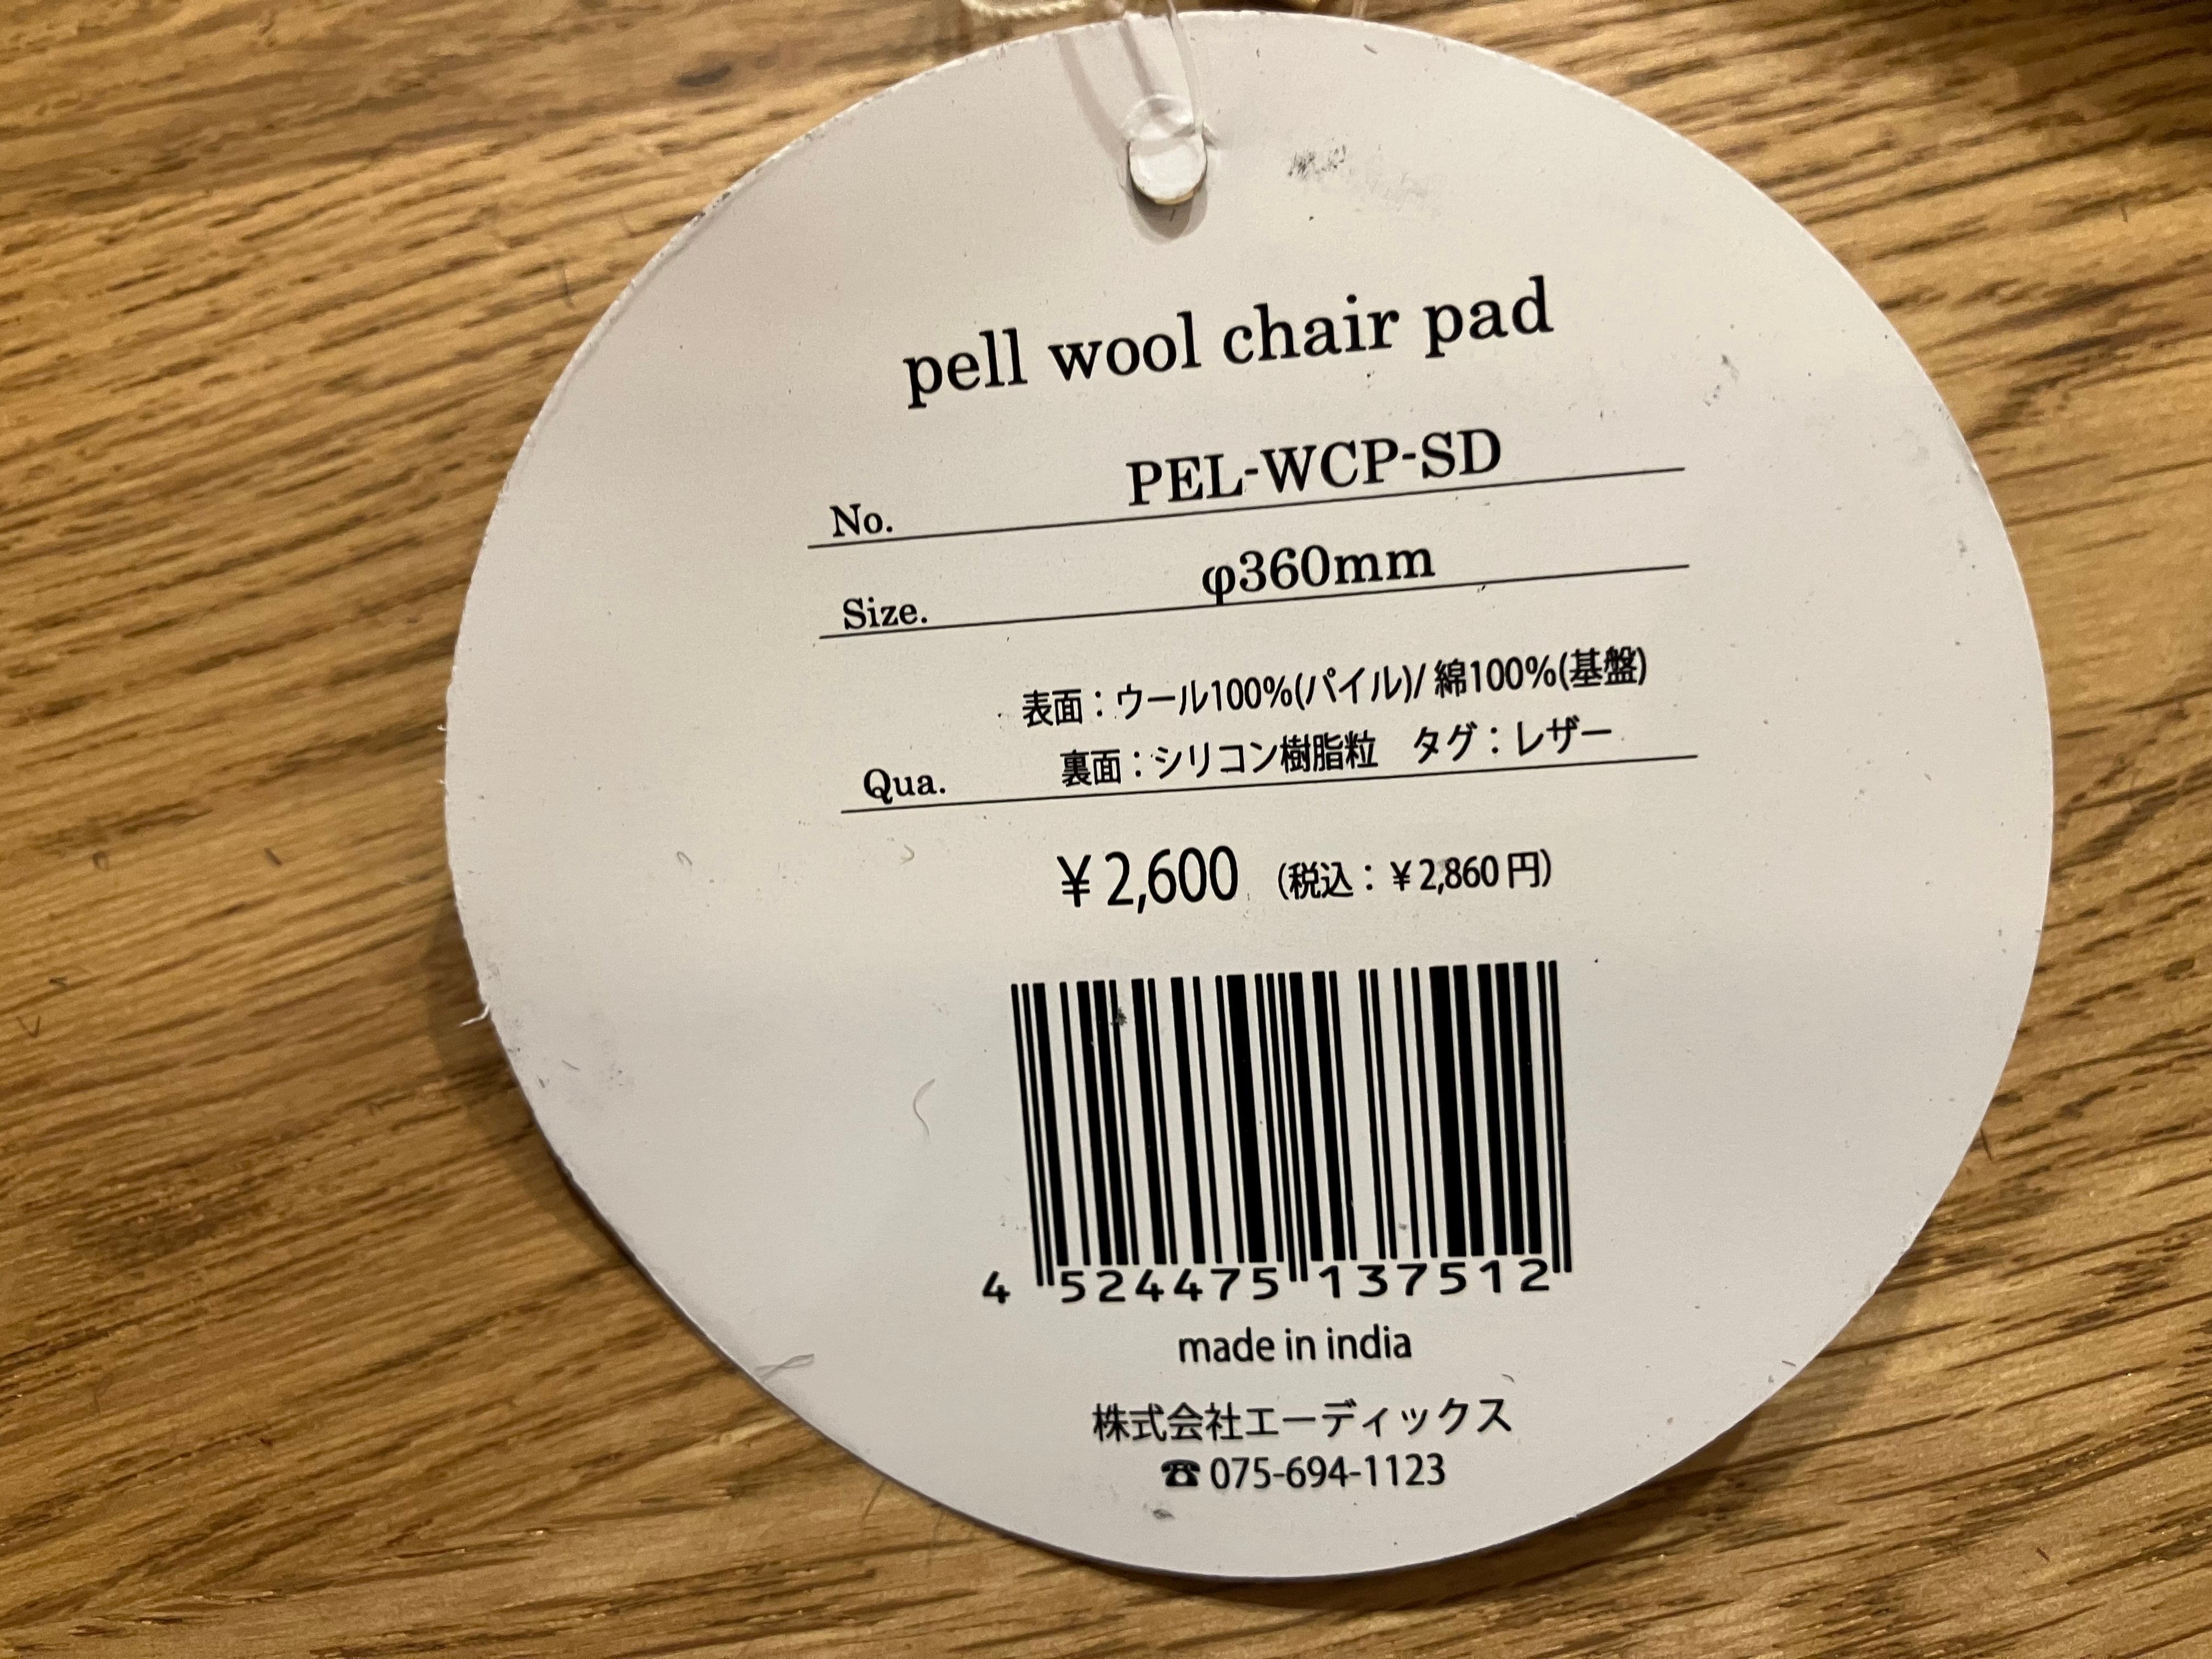 pell wool chair pad
No. PEL-WCP-SD
Size. φ360mm
表面：ウール100%(パイル)/ 綿100%(基盤)
Qua. 裏面：シリコン樹脂粒　タグ：レザー
¥2,600 (税込：¥2,860円)
4 524475 137512
made in india
株式会社エーディックス
☎075-694-1123